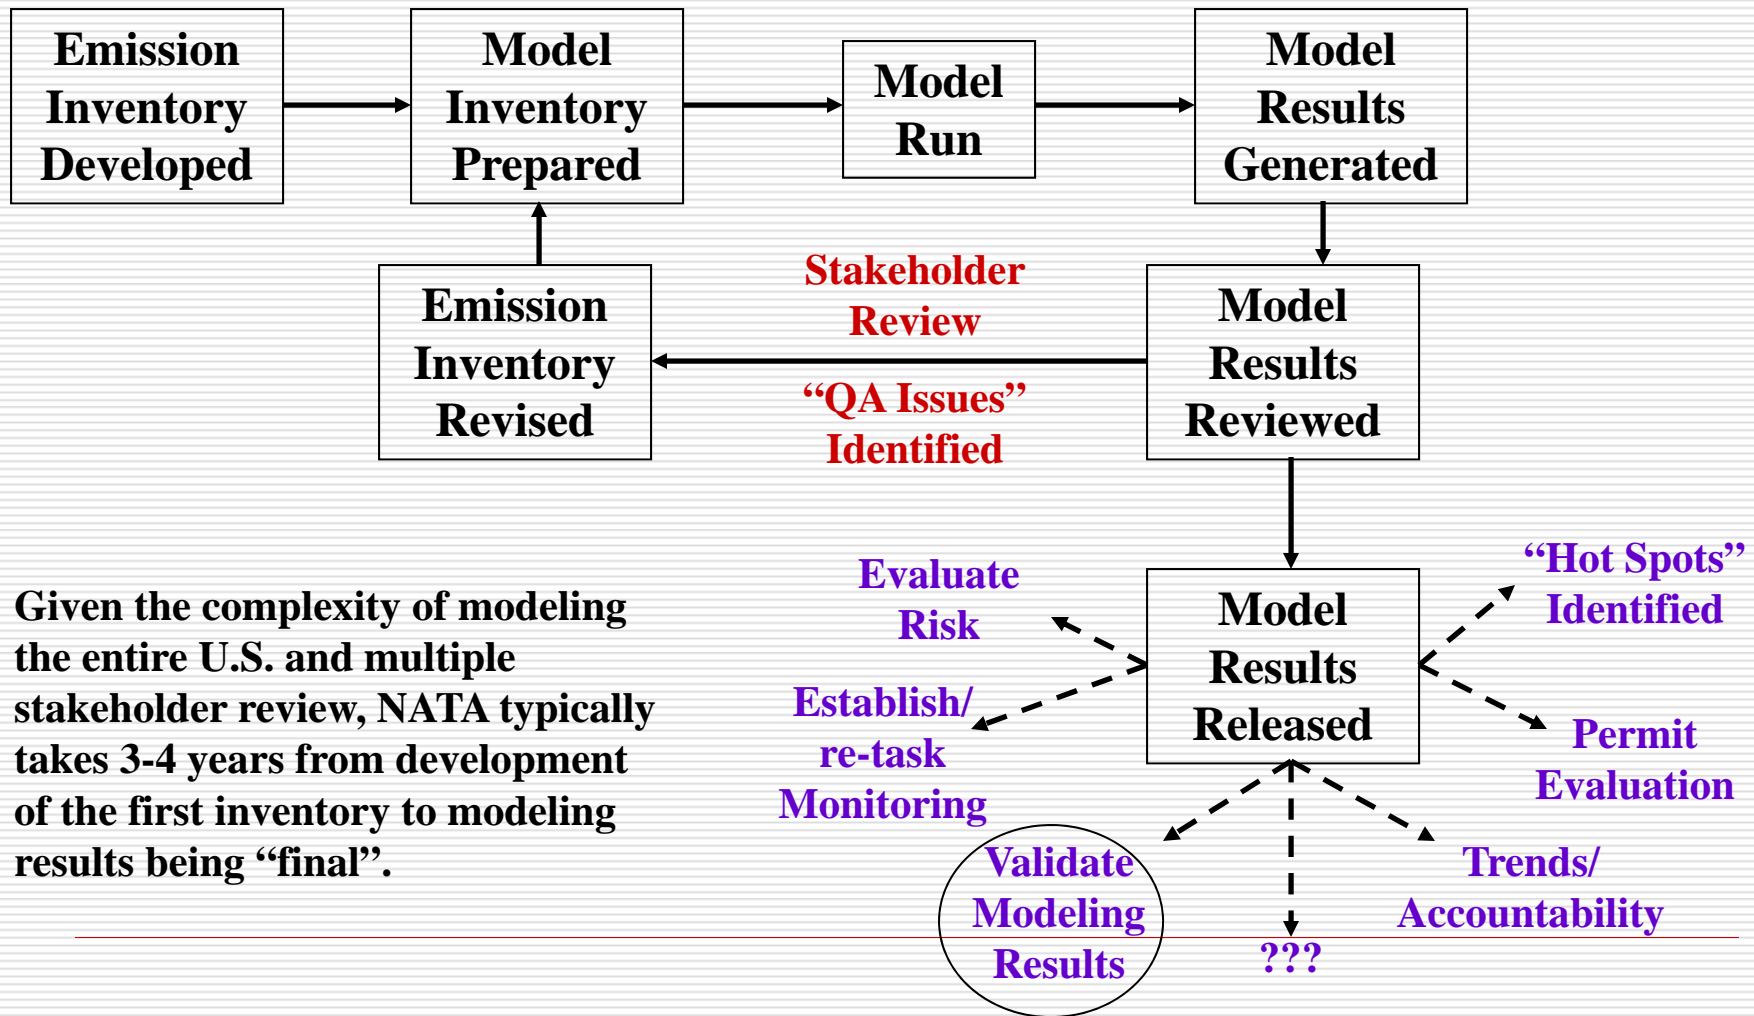 Emission
Inventory
Developed
Model
Inventory
Prepared
Model
Run
Model
Results
Generated
Emission
Inventory
Revised
Stakeholder
Review
“QA Issues”
Identified
Model
Results
Reviewed
Given the complexity of modeling
the entire U.S. and multiple
stakeholder review, NATA typically
takes 3-4 years from development
of the first inventory to modeling
results being “final”.
Evaluate
Risk
Establish/
re-task
Monitoring
Model
Results
Released
“Hot Spots”
Identified
Permit
Evaluation
Validate
Modeling
Results
???
Trends/
Accountability